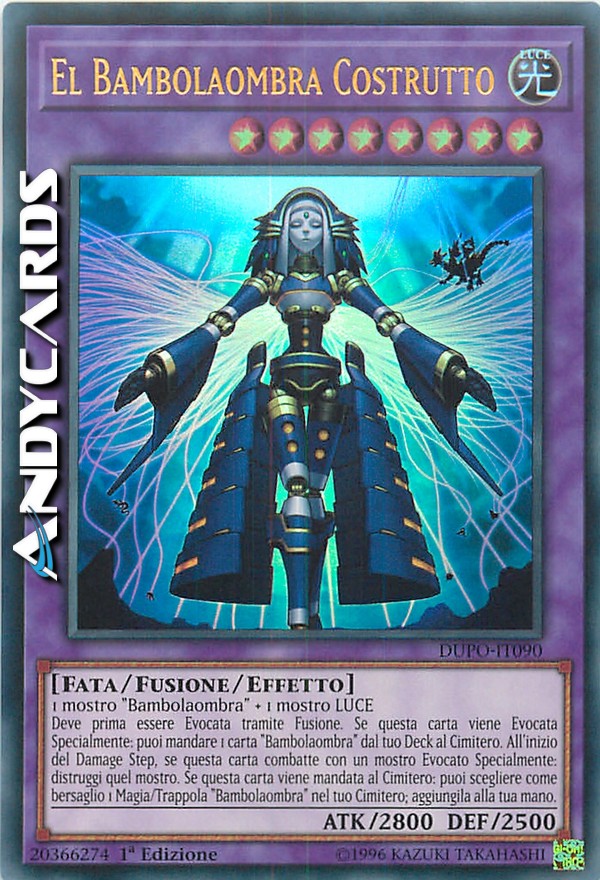 EL BAMBOLAOMBRA COSTRUTTO
LUCE
光
ANDYCARDS
DUPO-IT090
[FATA/FUSIONE/EFFETTO]
1 mostro "Bambolaombra" + 1 mostro LUCE
Deve prima essere Evocata tramite Fusione. Se questa carta viene Evocata
Specialmente: puoi mandare 1 carta "Bambolaombra" dal tuo Deck al Cimitero. All'inizio
del Damage Step, se questa carta combatte con un mostro Evocato Specialmente:
distruggi quel mostro. Se questa carta viene mandata al Cimitero: puoi scegliere come
bersaglio 1 Magia/Trappola "Bambolaombra" nel tuo Cimitero; aggiungila alla tua mano.
ATK/2800 DEF/2500
20366274 1ª Edizione
©1996 KAZUKI TAKAHASHI